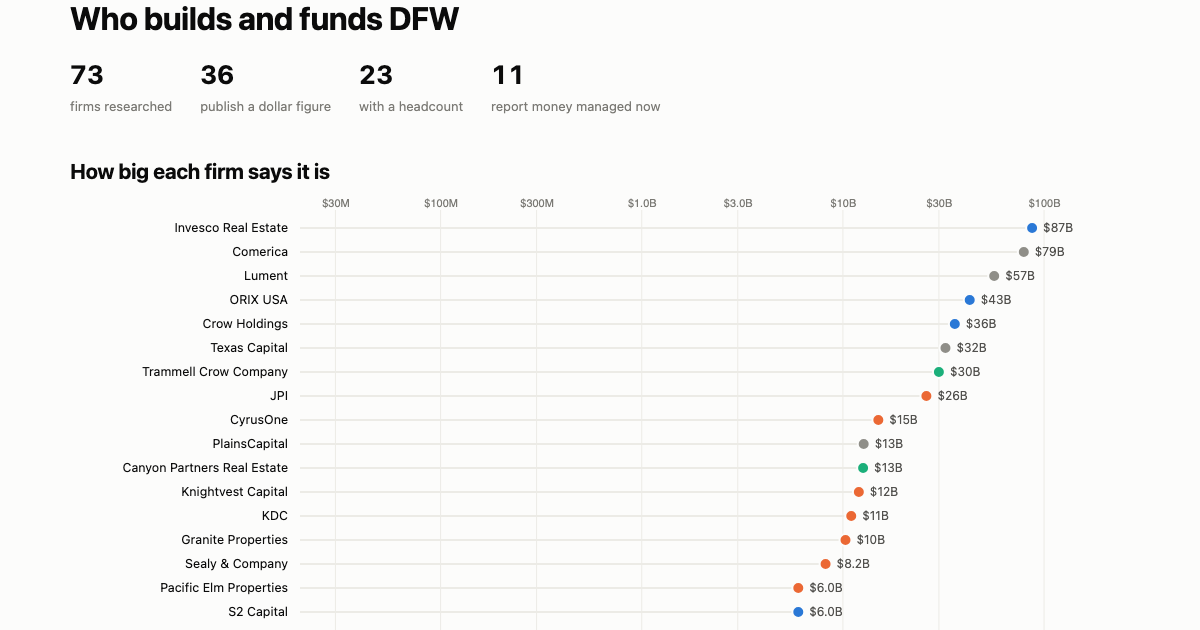 Who builds and funds DFW
73 36 23 11
firms researched publish a dollar figure with a headcount report money managed now
How big each firm says it is
$30M $100M $300M $1.0B $3.0B $10B $30B $100B
Invesco Real Estate $87B
Comerica $79B
Lument $57B
ORIX USA $43B
Crow Holdings $36B
Texas Capital $32B
Trammell Crow Company $30B
JPI $26B
CyrusOne $15B
PlainsCapital $13B
Canyon Partners Real Estate $13B
Knightvest Capital $12B
KDC $11B
Granite Properties $10B
Sealy & Company $8.2B
Pacific Elm Properties $6.0B
S2 Capital $6.0B